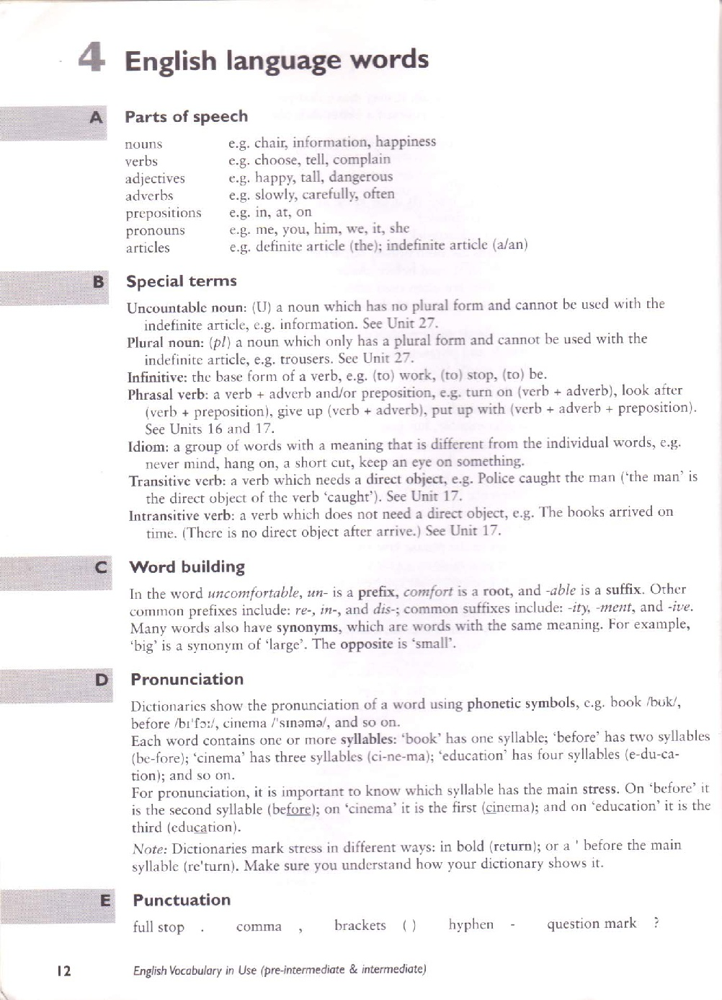 4 English language words
A Parts of speech
nouns e.g. chair, information, happiness
verbs e.g. choose, tell, complain
adjectives e.g. happy, tall, dangerous
adverbs e.g. slowly, carefully, often
prepositions e.g. in, at, on
pronouns e.g. me, you, him, we, it, she
articles e.g. definite article (the); indefinite article (a/an)
B Special terms
Uncountable noun: (U) a noun which has no plural form and cannot be used with the
indefinite article, e.g. information. See Unit 27.
Plural noun: (pl) a noun which only has a plural form and cannot be used with the
indefinite article, e.g. trousers. See Unit 27.
Infinitive: the base form of a verb, e.g. (to) work, (to) stop, (to) be.
Phrasal verb: a verb + adverb and/or preposition, e.g. turn on (verb + adverb), look after
(verb + preposition), give up (verb + adverb), put up with (verb + adverb + preposition).
See Units 16 and 17.
Idiom: a group of words with a meaning that is different from the individual words, e.g.
never mind, hang on, a short cut, keep an eye on something.
Transitive verb: a verb which needs a direct object, e.g. Police caught the man (‘the man’ is
the direct object of the verb ‘caught’). See Unit 17.
Intransitive verb: a verb which does not need a direct object, e.g. The books arrived on
time. (There is no direct object after arrive.) See Unit 17.
C Word building
In the word uncomfortable, un- is a prefix, comfort is a root, and -able is a suffix. Other
common prefixes include: re-, in-, and dis-; common suffixes include: -ity, -ment, and -ive.
Many words also have synonyms, which are words with the same meaning. For example,
‘big’ is a synonym of ‘large’. The opposite is ‘small’.
D Pronunciation
Dictionaries show the pronunciation of a word using phonetic symbols, e.g. book /bʊk/,
before /bɪˈfɔː/, cinema /ˈsɪnəmə/, and so on.
Each word contains one or more syllables: ‘book’ has one syllable; ‘before’ has two syllables
(be-fore); ‘cinema’ has three syllables (ci-ne-ma); ‘education’ has four syllables (e-du-ca-
tion); and so on.
For pronunciation, it is important to know which syllable has the main stress. On ‘before’ it
is the second syllable (before); on ‘cinema’ it is the first (cinema); and on ‘education’ it is the
third (education).
Note: Dictionaries mark stress in different ways: in bold (return); or a ' before the main
syllable (re'turn). Make sure you understand how your dictionary shows it.
E Punctuation
full stop . comma , brackets ( ) hyphen - question mark ?
12 English Vocabulary in Use (pre-intermediate & intermediate)